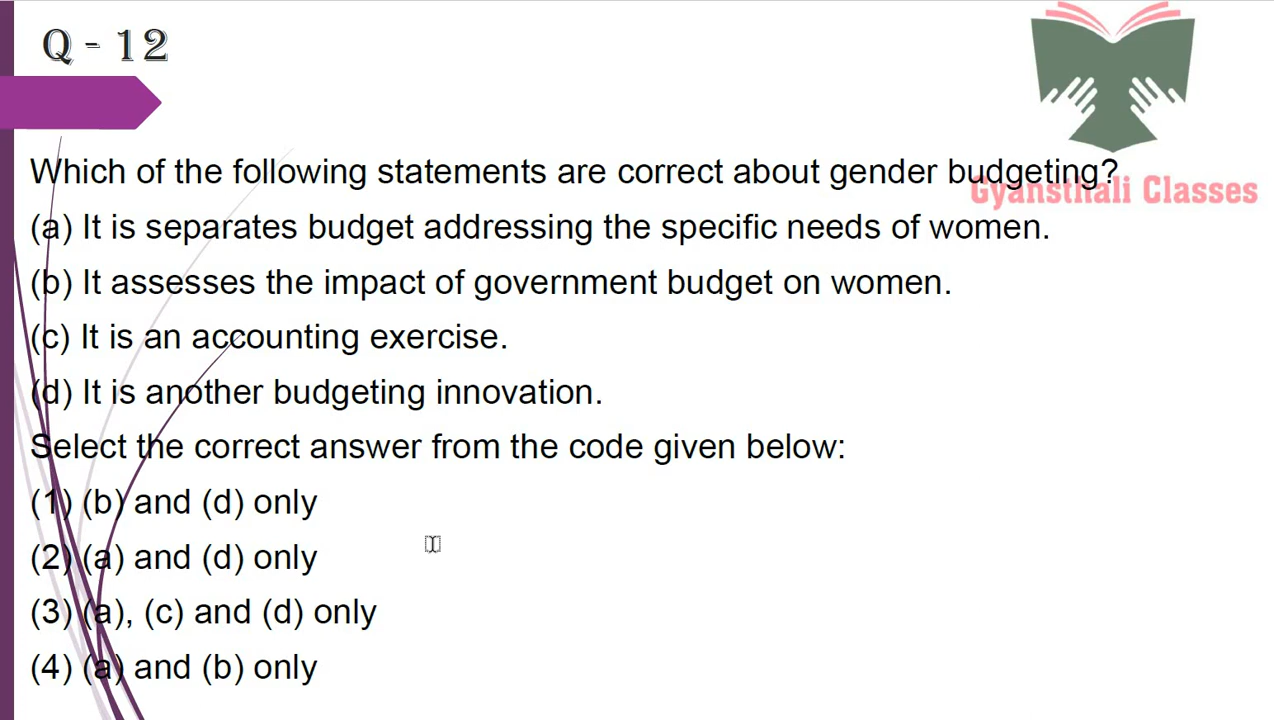 Q - 12
Gyansthali Classes
Which of the following statements are correct about gender budgeting?
(a) It is separates budget addressing the specific needs of women.
(b) It assesses the impact of government budget on women.
(c) It is an accounting exercise.
(d) It is another budgeting innovation.
Select the correct answer from the code given below:
(1) (b) and (d) only
(2) (a) and (d) only
(3) (a), (c) and (d) only
(4) (a) and (b) only